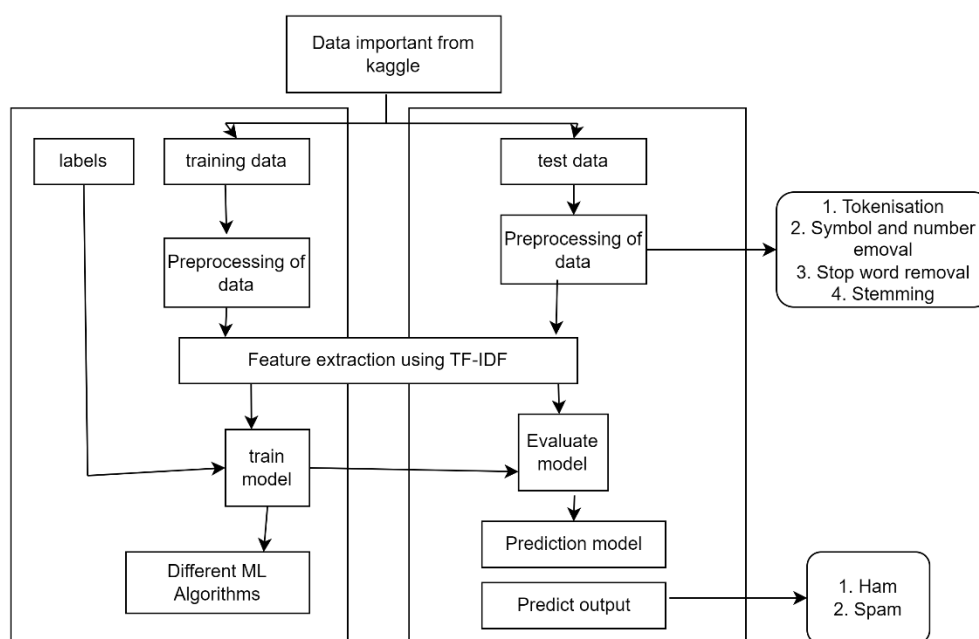 Data important from
kaggle
labels
training data
test data
Preprocessing of
data
Preprocessing of
data
1. Tokenisation
2. Symbol and number
emoval
3. Stop word removal
4. Stemming
Feature extraction using TF-IDF
train
model
Evaluate
model
Different ML
Algorithms
Prediction model
Predict output
1. Ham
2. Spam